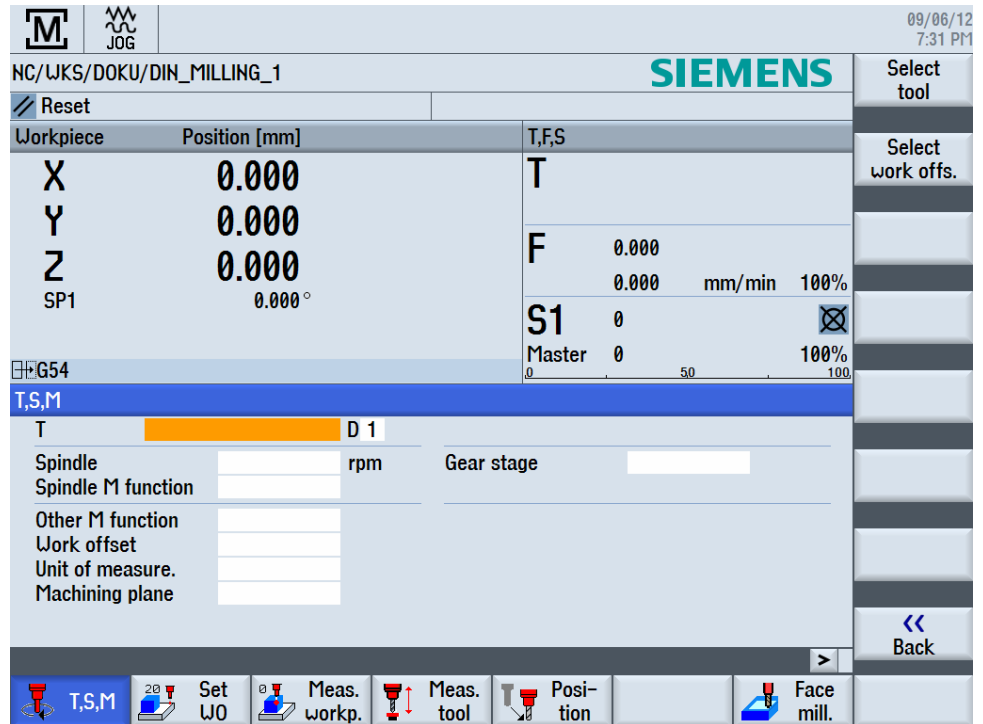 M
JOG
09/06/12
7:31 PM
NC/WKS/DOKU/DIN_MILLING_1
SIEMENS
Select
tool
Reset
Workpiece Position [mm]
T,F,S
Select
work offs.
X 0.000
T
Y 0.000
Z 0.000
F 0.000
0.000 mm/min 100%
SP1 0.000°
S1 0
Master 0 100%
0 50 100
G54
T,S,M
T D 1
Spindle rpm Gear stage
Spindle M function
Other M function
Work offset
Unit of measure.
Machining plane
<<
Back
>
T,S,M
20
Set
WO
0
Meas.
workp.
Meas.
tool
Posi-
tion
Face
mill.